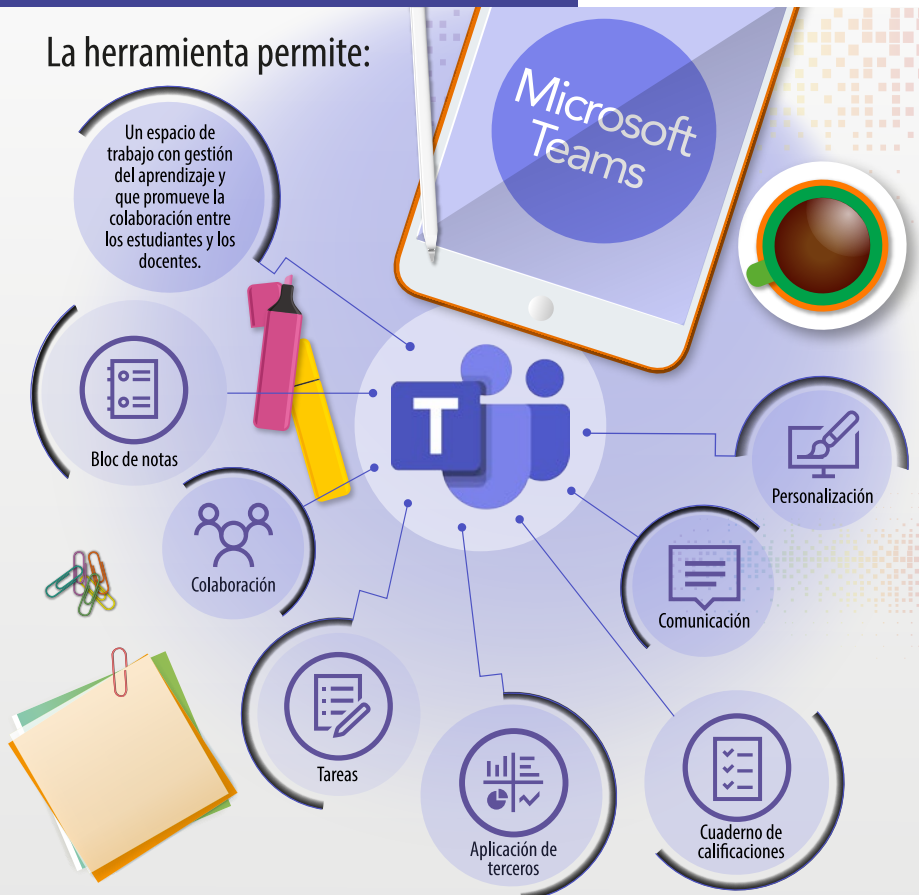 La herramienta permite:
Microsoft
Teams
Un espacio de
trabajo con gestión
del aprendizaje y
que promueve la
colaboración entre
los estudiantes y los
docentes.
Bloc de notas
T
Personalización
Colaboración
Comunicación
Tareas
Aplicación de
terceros
Cuaderno de
calificaciones